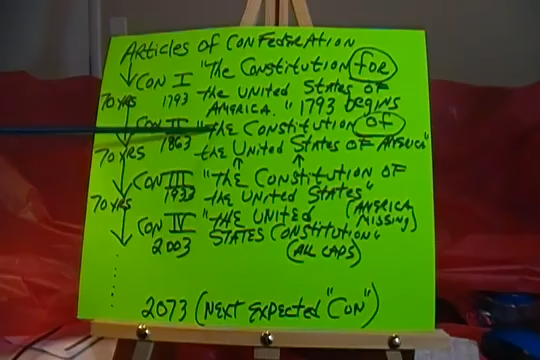 Articles of Confederation
CON I "The Constitution for
1793 the United States of
70 YRS America." 1793 begins
CON II "the Constitution of
1863 the United States of America"
70 YRS
CON III "The Constitution of
1933 the United States"
70 YRS (America missing)
CON IV "THE UNITED
2003 STATES CONSTITUTION"
(ALL CAPS)
2073 (Next Expected "CON")